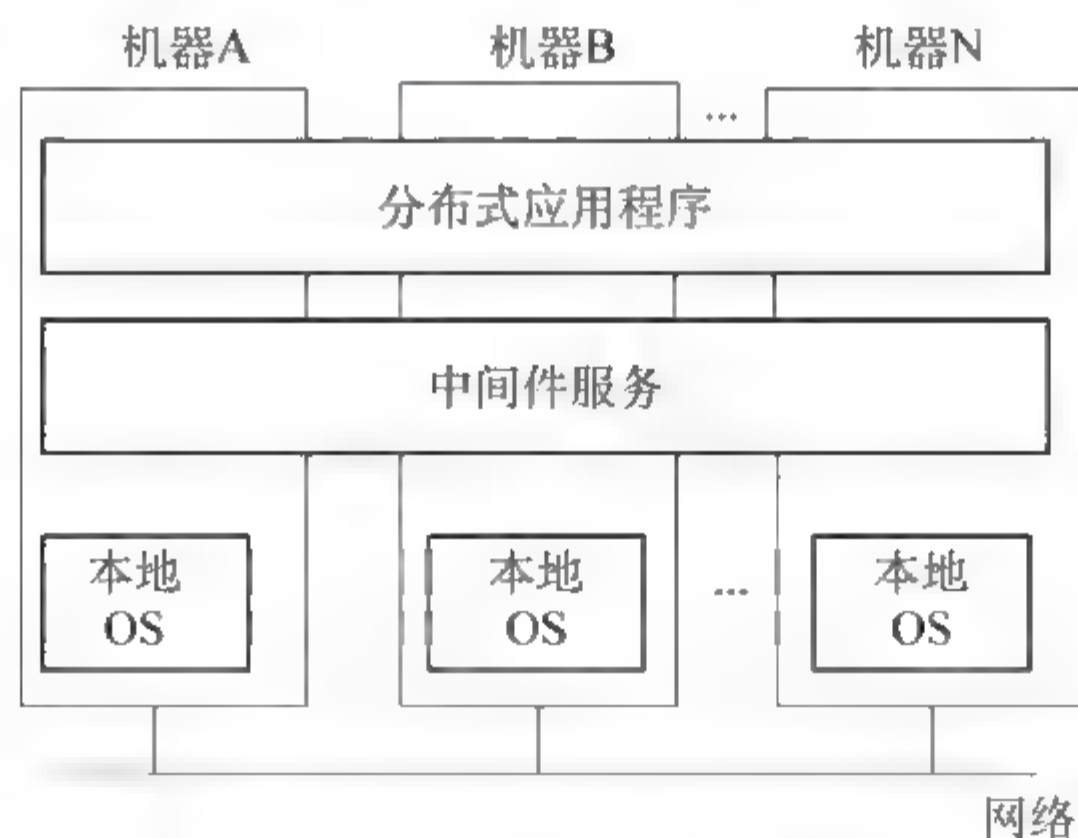 机器A 机器B 机器N
...
分布式应用程序
中间件服务
本地 本地 本地
OS OS ... OS
网络